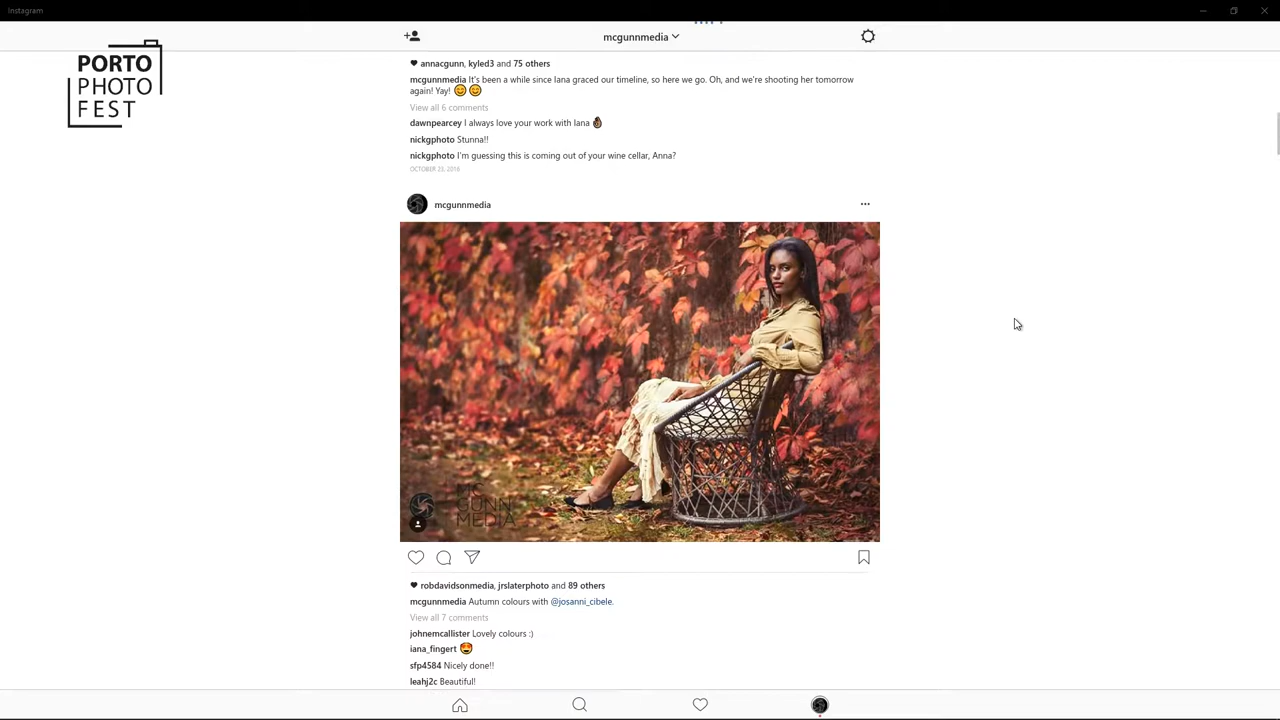 Instagram
PORTO
PHOTO
FEST
mcgunnmedia
annacgunn, kyled3 and 75 others
mcgunnmedia It's been a while since Iana graced our timeline, so here we go. Oh, and we're shooting her tomorrow
again! Yay!
View all 6 comments
dawnpearcey I always love your work with Iana
nickgphoto Stunna!!
nickgphoto I'm guessing this is coming out of your wine cellar, Anna?
OCTOBER 23, 2016
mcgunnmedia
MC
GUNN
MEDIA
robdavidsonmedia, jrslaterphoto and 89 others
mcgunnmedia Autumn colours with @josanni_cibele.
View all 7 comments
johnemcallister Lovely colours :)
iana_fingert
sfp4584 Nicely done!!
leahj2c Beautiful!